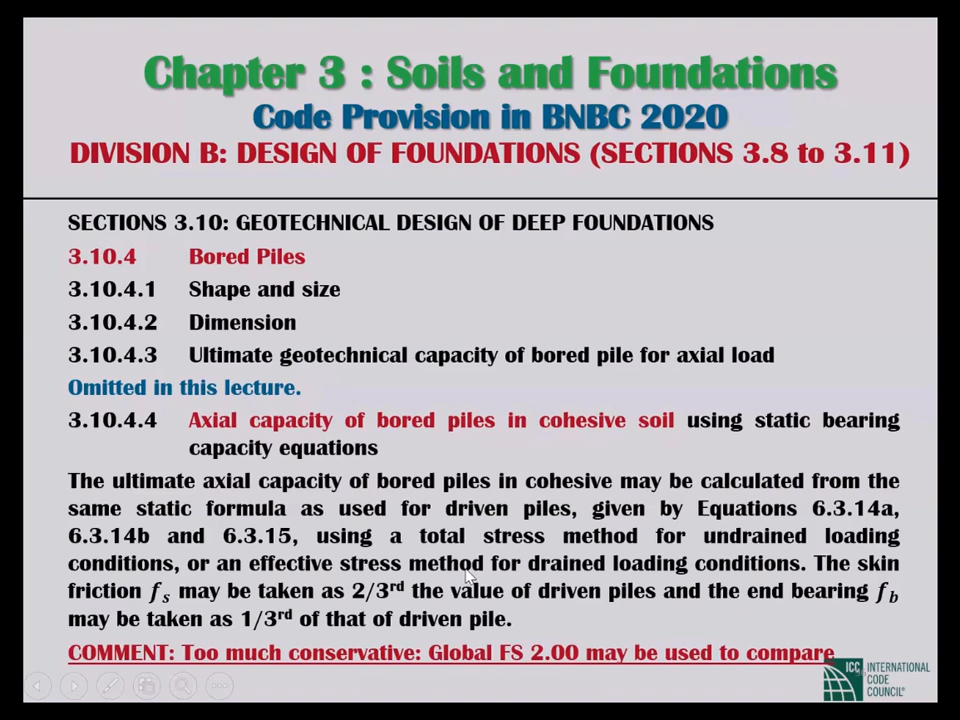 Chapter 3 : Soils and Foundations
Code Provision in BNBC 2020
DIVISION B: DESIGN OF FOUNDATIONS (SECTIONS 3.8 to 3.11)
SECTIONS 3.10: GEOTECHNICAL DESIGN OF DEEP FOUNDATIONS
3.10.4 Bored Piles
3.10.4.1 Shape and size
3.10.4.2 Dimension
3.10.4.3 Ultimate geotechnical capacity of bored pile for axial load
Omitted in this lecture.
3.10.4.4 Axial capacity of bored piles in cohesive soil using static bearing
capacity equations
The ultimate axial capacity of bored piles in cohesive may be calculated from the
same static formula as used for driven piles, given by Equations 6.3.14a,
6.3.14b and 6.3.15, using a total stress method for undrained loading
conditions, or an effective stress method for drained loading conditions. The skin
friction fₛ may be taken as 2/3rd the value of driven piles and the end bearing f_b
may be taken as 1/3rd of that of driven pile.
COMMENT: Too much conservative: Global FS 2.00 may be used to compare
ICC INTERNATIONAL
CODE
COUNCIL®